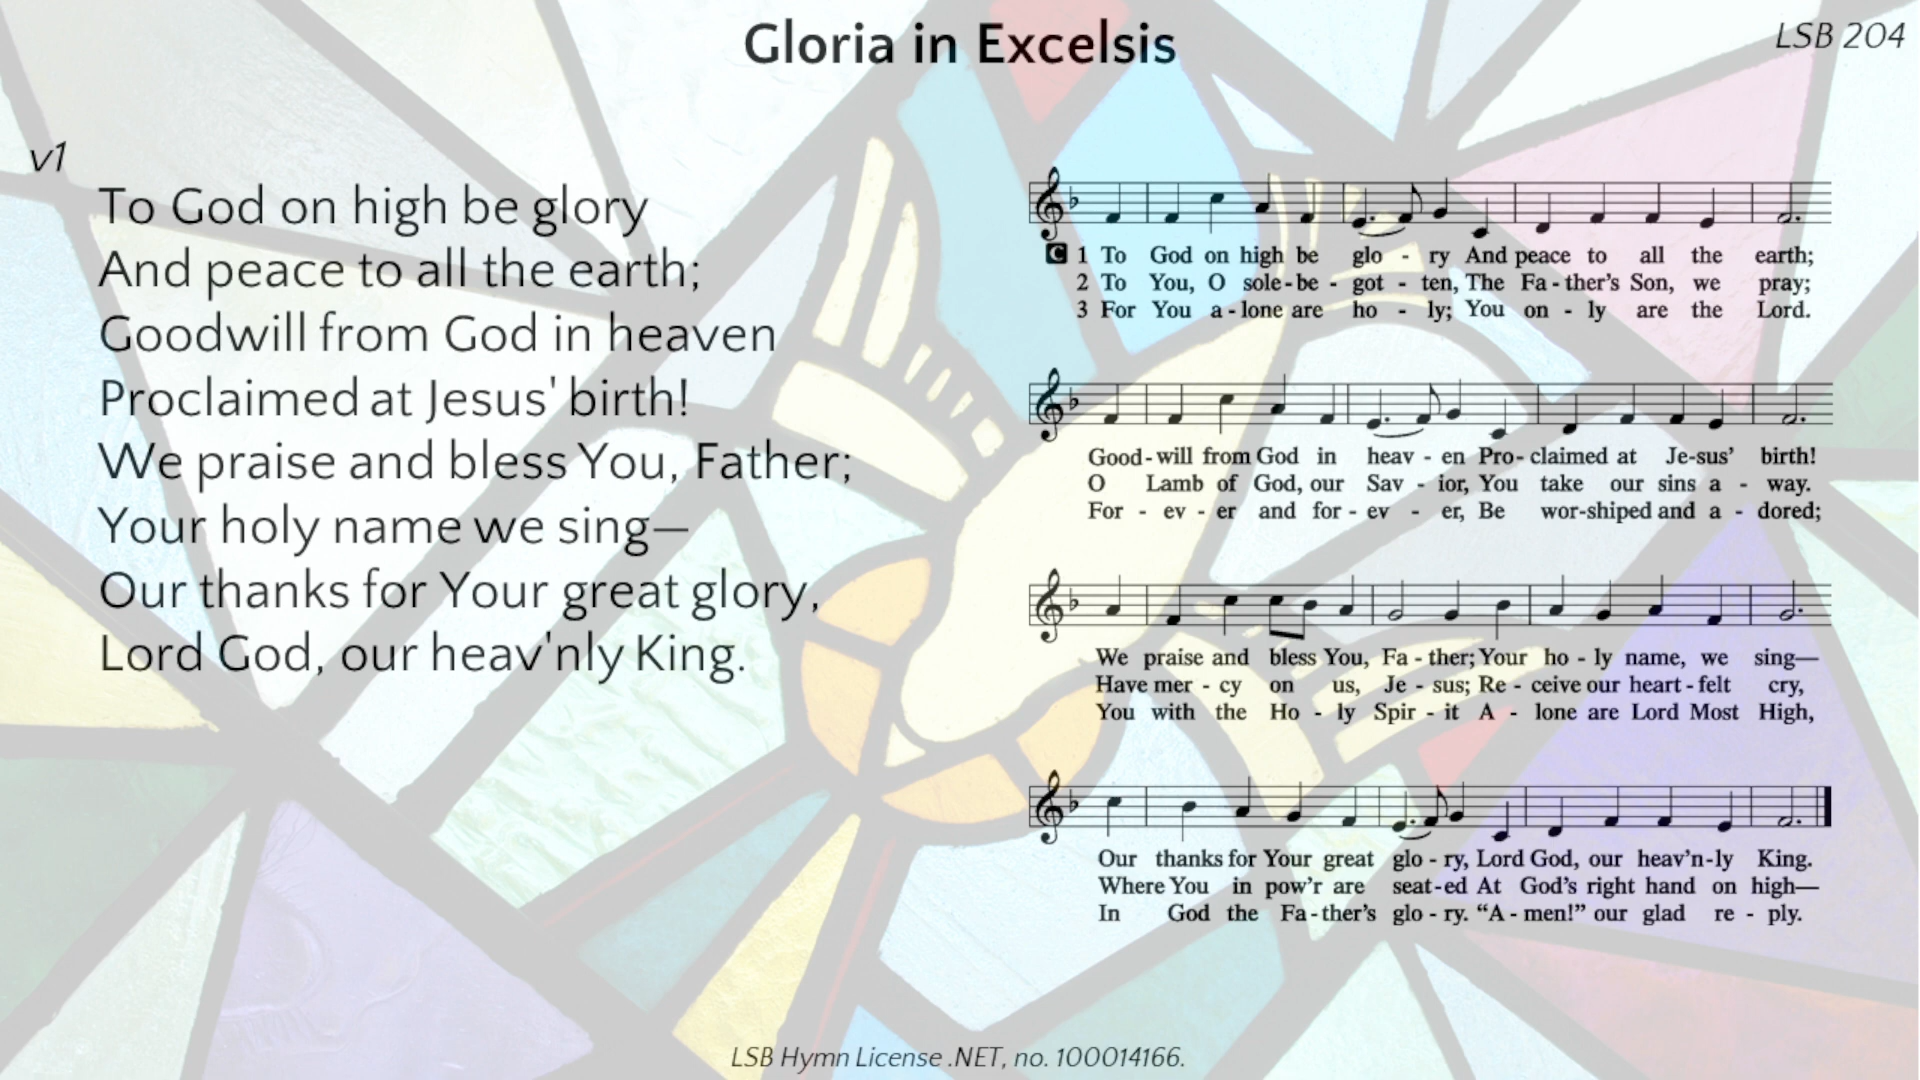 Gloria in Excelsis
LSB 204
v1
To God on high be glory
And peace to all the earth;
Goodwill from God in heaven
Proclaimed at Jesus' birth!
We praise and bless You, Father;
Your holy name we sing—
Our thanks for Your great glory,
Lord God, our heav'nly King.
C 1 To God on high be glo - ry And peace to all the earth;
2 To You, O sole - be - got - ten, The Fa - ther's Son, we pray;
3 For You a - lone are ho - ly; You on - ly are the Lord.
Good - will from God in heav - en Pro - claimed at Je - sus' birth!
O Lamb of God, our Sav - ior, You take our sins a - way.
For - ev - er and for - ev - er, Be wor - shiped and a - dored;
We praise and bless You, Fa - ther; Your ho - ly name, we sing—
Have mer - cy on us, Je - sus; Re - ceive our heart - felt cry,
You with the Ho - ly Spir - it A - lone are Lord Most High,
Our thanks for Your great glo - ry, Lord God, our heav'n - ly King.
Where You in pow'r are seat - ed At God's right hand on high—
In God the Fa - ther's glo - ry. “A - men!” our glad re - ply.
LSB Hymn License .NET, no. 100014166.